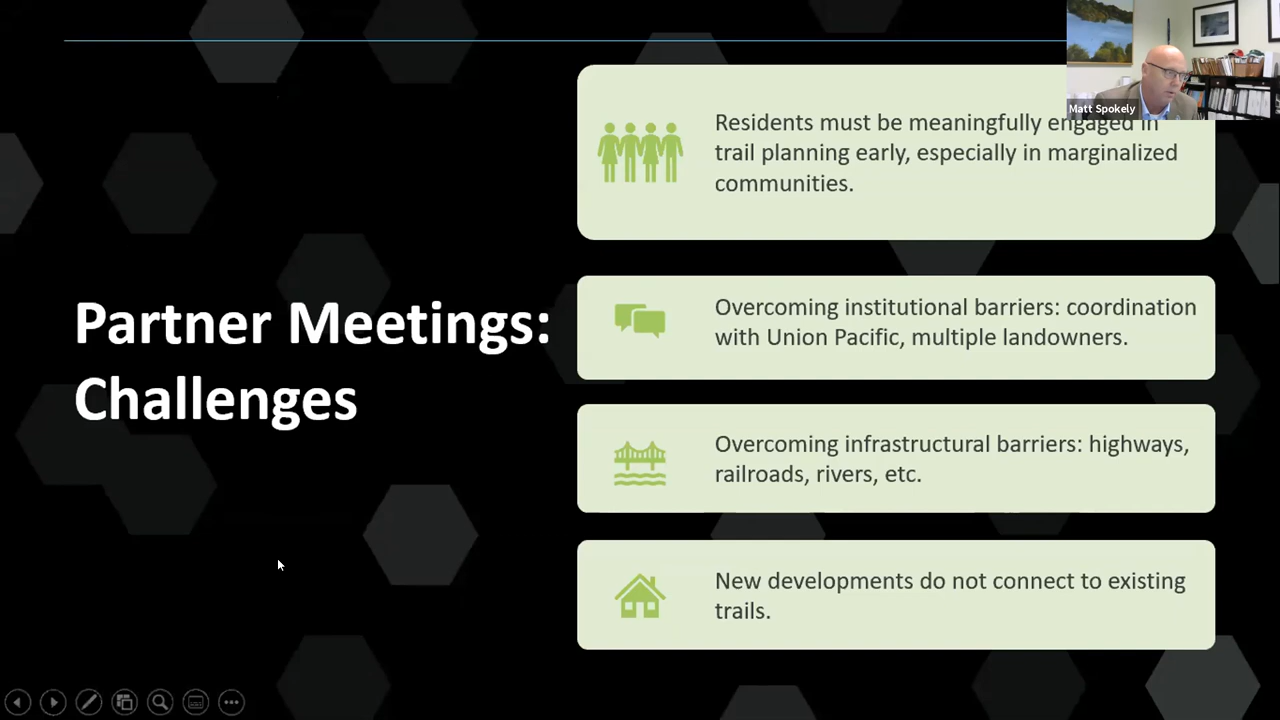 Matt Spokely
Residents must be meaningfully engaged in
trail planning early, especially in marginalized
communities.
Partner Meetings:
Challenges
Overcoming institutional barriers: coordination
with Union Pacific, multiple landowners.
Overcoming infrastructural barriers: highways,
railroads, rivers, etc.
New developments do not connect to existing
trails.